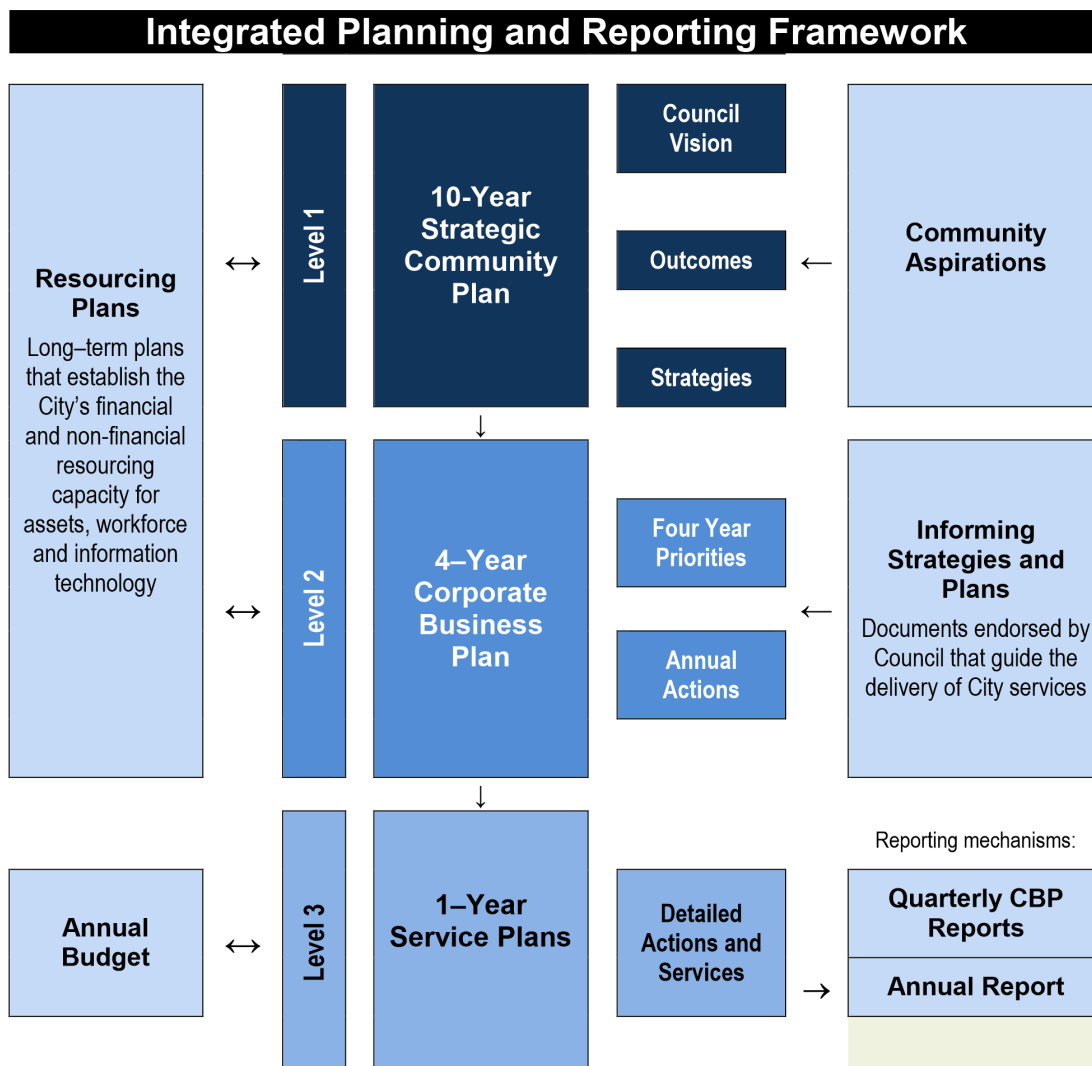 Integrated Planning and Reporting Framework
Resourcing
Plans
Long–term plans
that establish the
City’s financial
and non-financial
resourcing
capacity for
assets, workforce
and information
technology
↔
Level 1
10-Year
Strategic
Community
Plan
Council
Vision
Outcomes
Strategies
←
Community
Aspirations
↓
↔
Level 2
4–Year
Corporate
Business
Plan
Four Year
Priorities
Annual
Actions
←
Informing
Strategies and
Plans
Documents endorsed by
Council that guide the
delivery of City services
↓
Annual
Budget
↔
Level 3
1–Year
Service Plans
Detailed
Actions and
Services
→
Reporting mechanisms:
Quarterly CBP
Reports
Annual Report